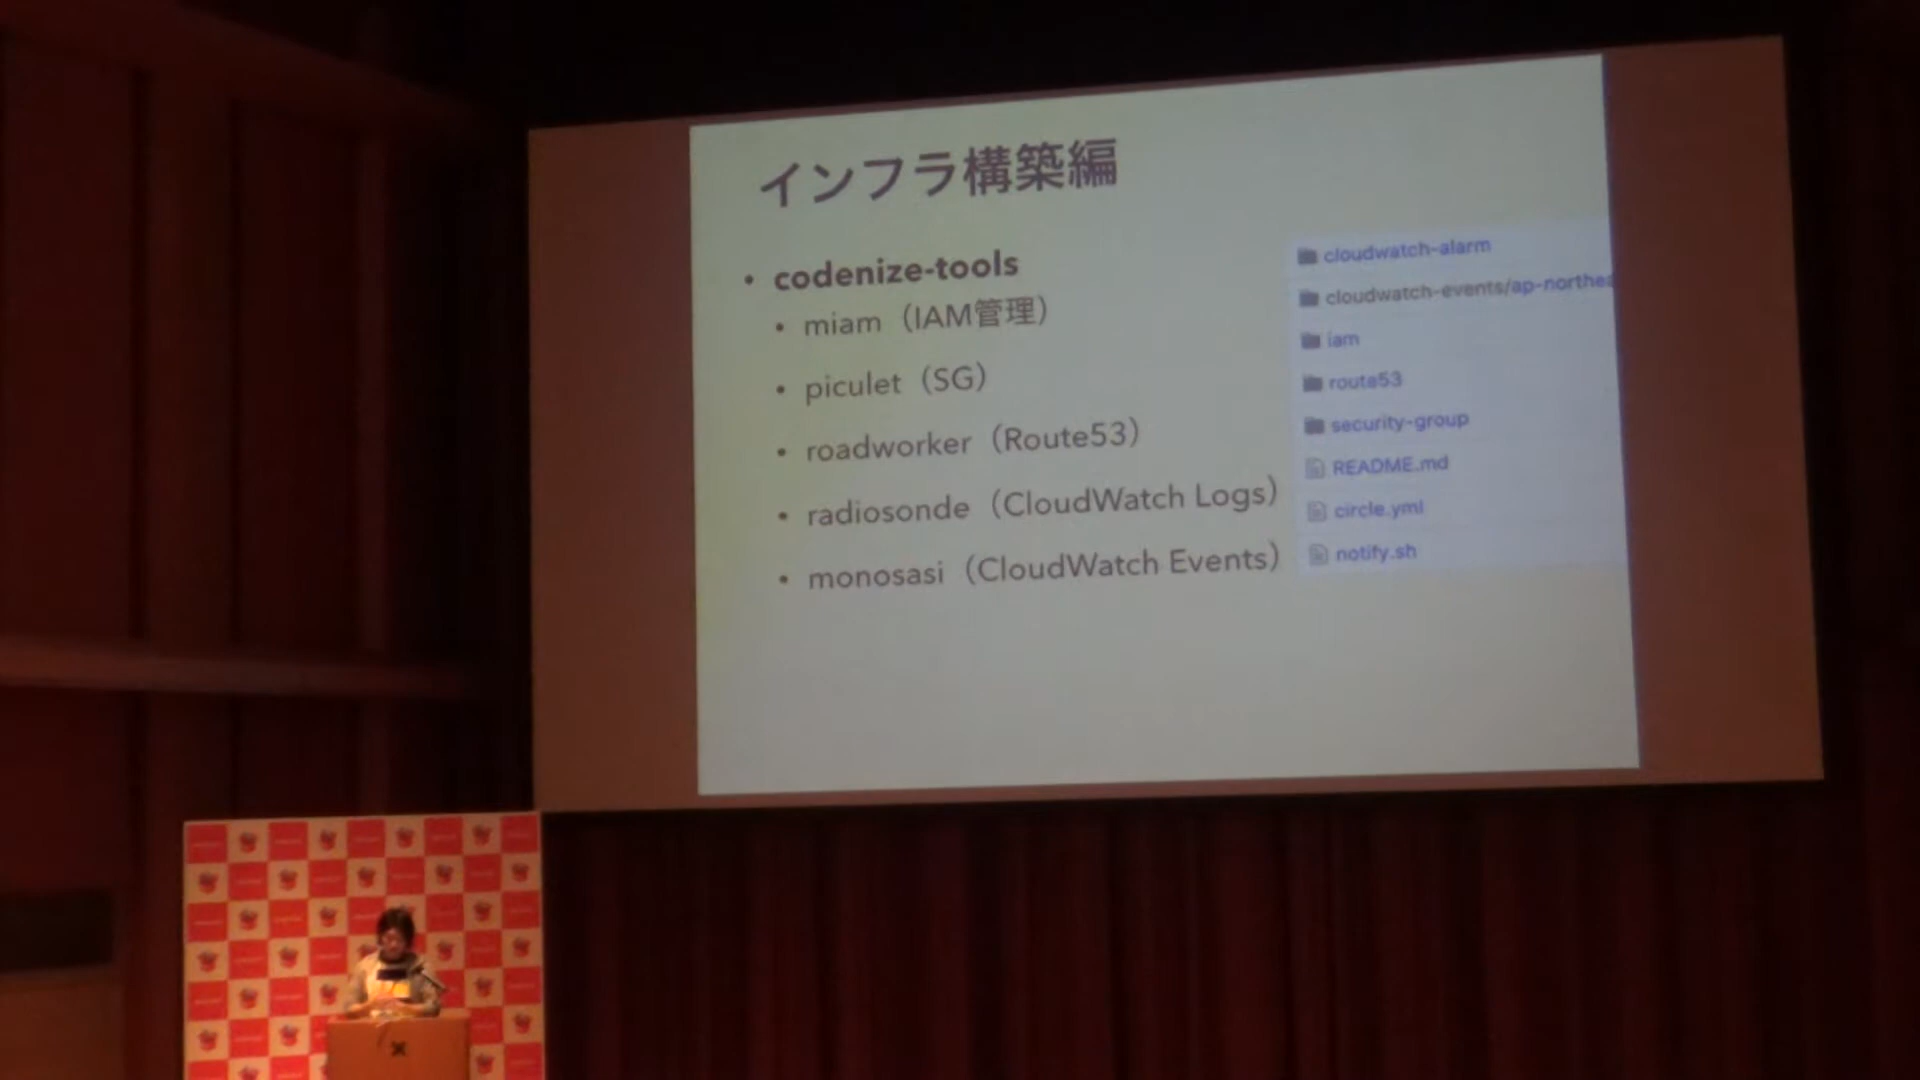 インフラ構築編
• codenize-tools
• miam（IAM管理）
• piculet（SG）
• roadworker（Route53）
• radiosonde（CloudWatch Logs）
• monosasi（CloudWatch Events）
cloudwatch-alarm
cloudwatch-events/ap-northea
iam
route53
security-group
README.md
circle.yml
notify.sh